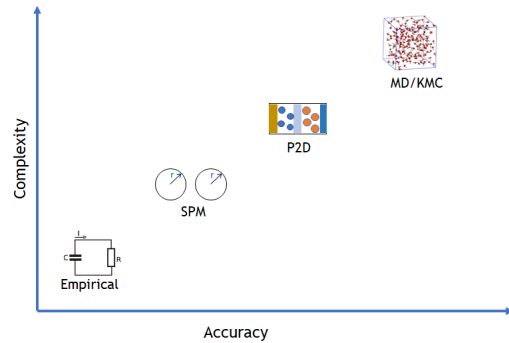 Complexity
MD/KMC
P2D
r
r
SPM
I
C
R
Empirical
Accuracy